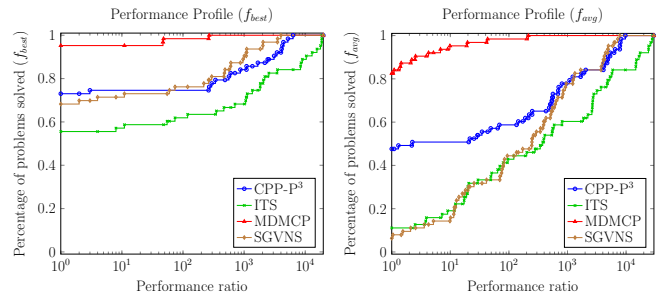 Performance Profile (f_best)
Percentage of problems solved (f_best)
1
0.8
0.6
0.4
0.2
0
10^0 10^1 10^2 10^3 10^4
Performance ratio
CPP-P³
ITS
MDMCP
SGVNS
Performance Profile (f_avg)
Percentage of problems solved (f_avg)
1
0.8
0.6
0.4
0.2
0
10^0 10^1 10^2 10^3 10^4
Performance ratio
CPP-P³
ITS
MDMCP
SGVNS